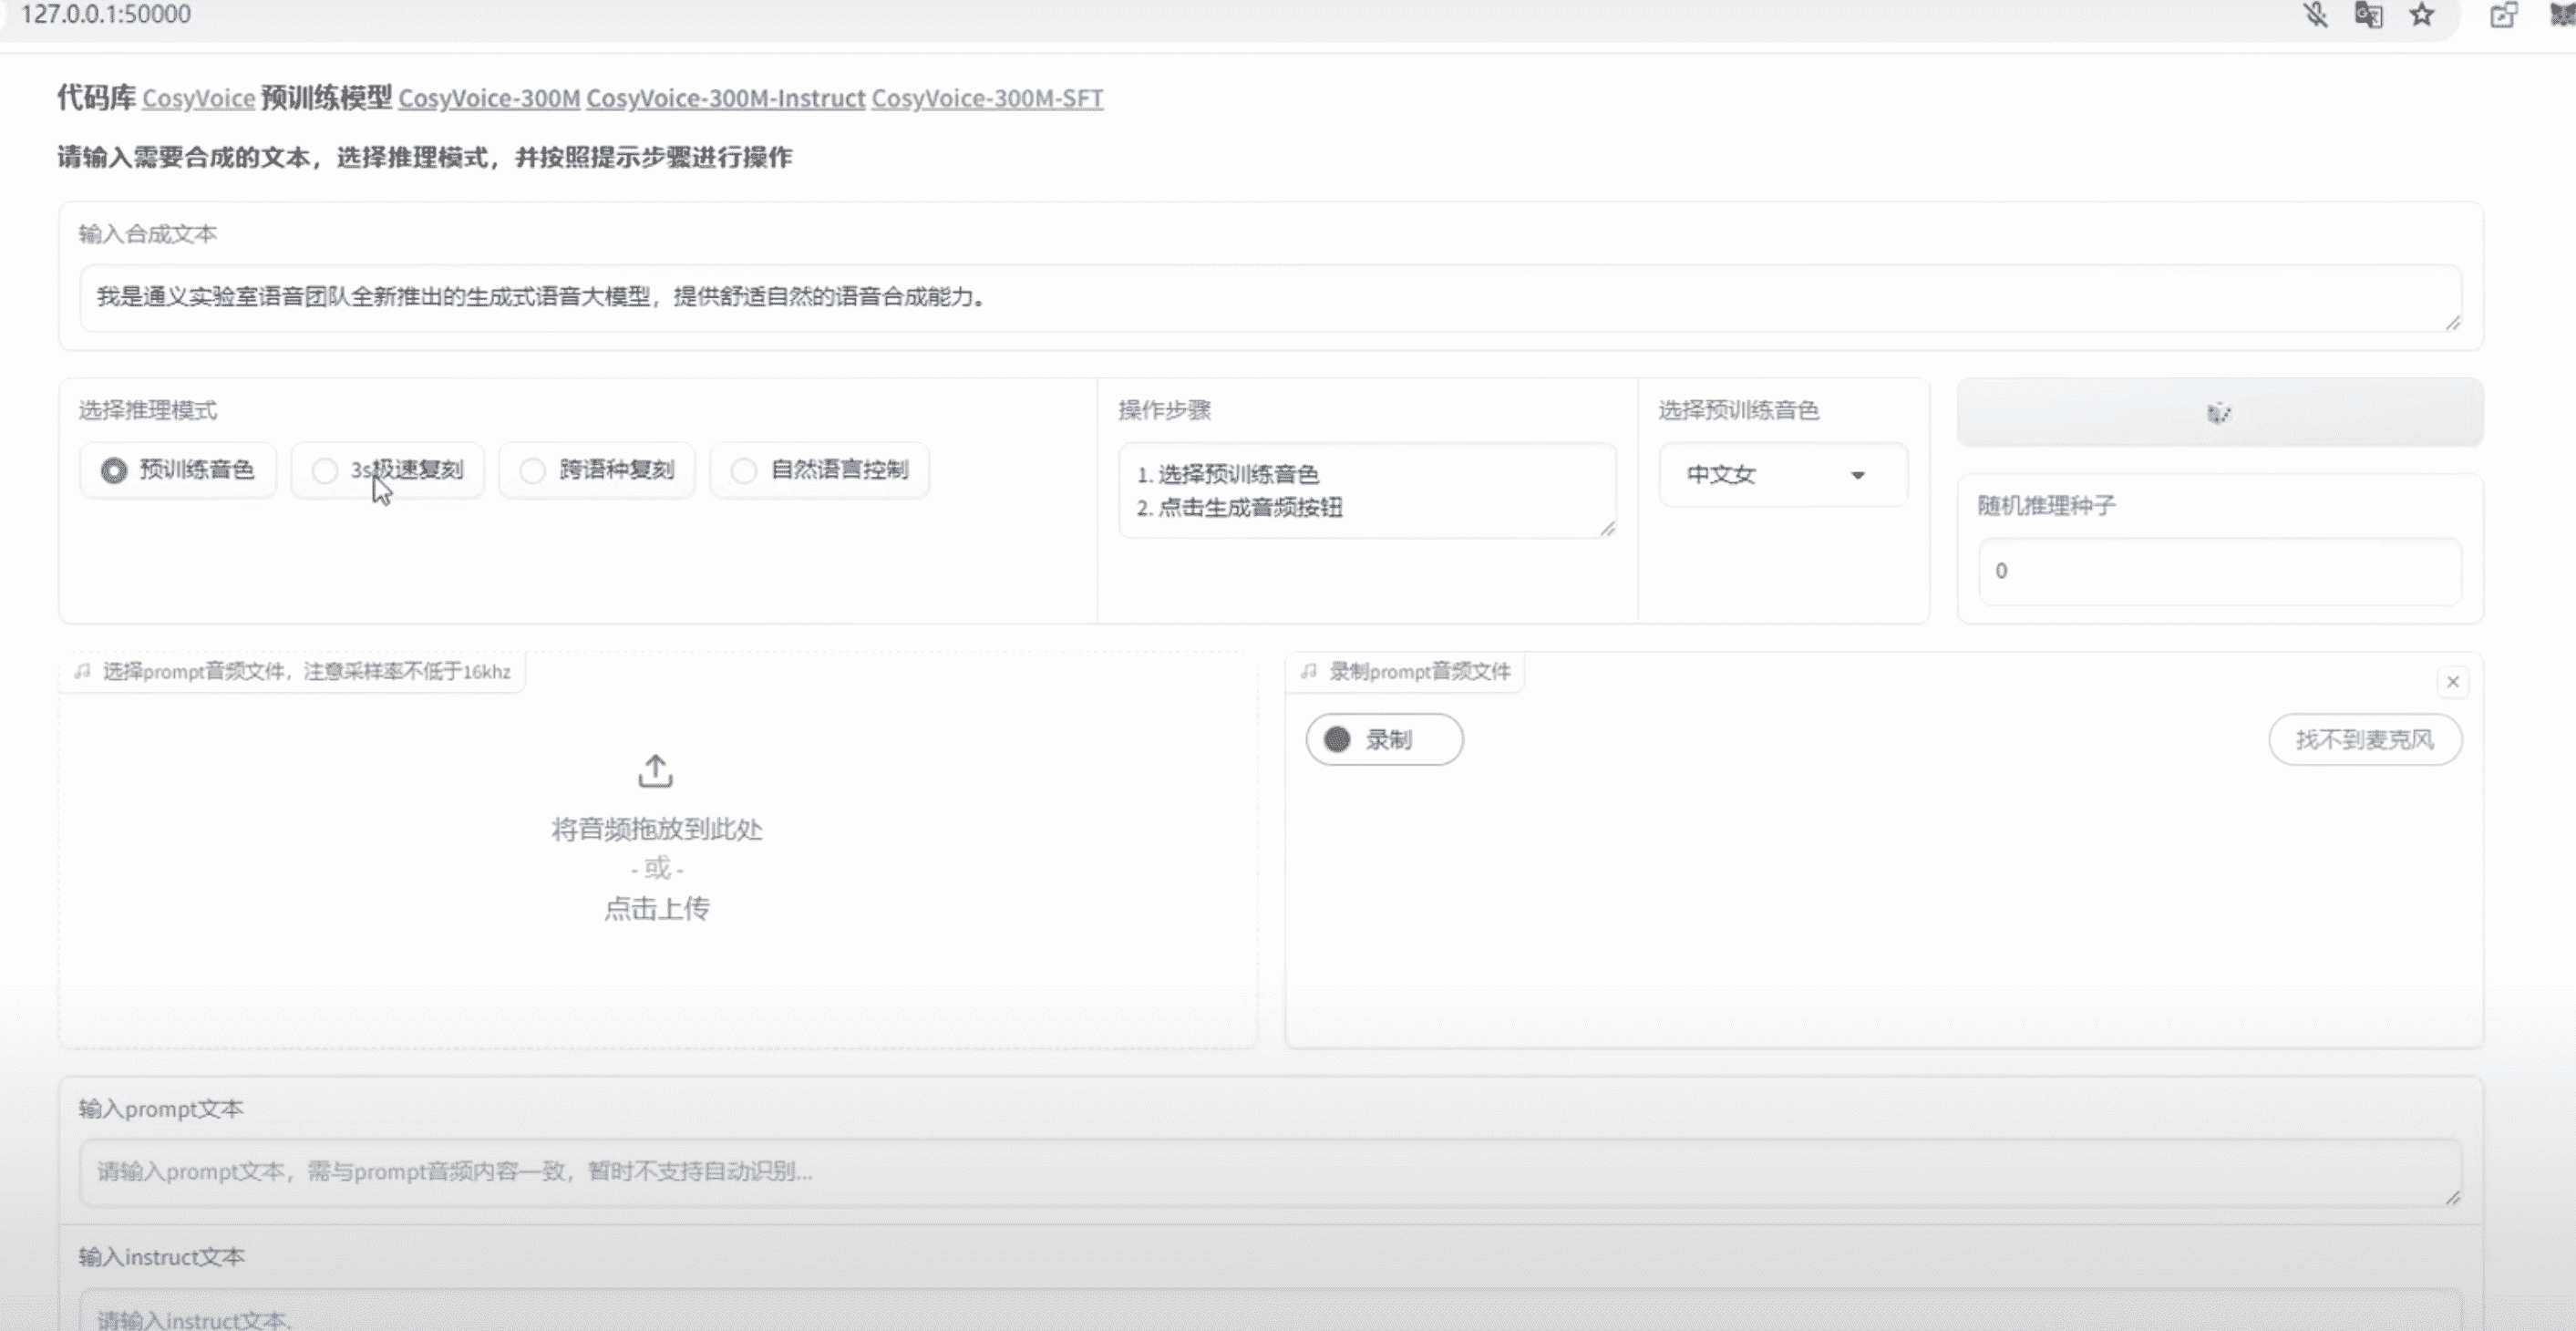 127.0.0.1:50000
代码库 CosyVoice 预训练模型 CosyVoice-300M CosyVoice-300M-Instruct CosyVoice-300M-SFT
请输入需要合成的文本，选择推理模式，并按照提示步骤进行操作
输入合成文本
我是通义实验室语音团队全新推出的生成式语音大模型，提供舒适自然的语音合成能力。
选择推理模式
预训练音色 3s极速复刻 跨语种复刻 自然语言控制
操作步骤
1. 选择预训练音色
2. 点击生成音频按钮
选择预训练音色
中文女
随机推理种子
0
选择prompt音频文件，注意采样率不低于16khz
将音频拖放到此处
- 或 -
点击上传
录制prompt音频文件
录制
找不到麦克风
输入prompt文本
请输入prompt文本，需与prompt音频内容一致，暂时不支持自动识别...
输入instruct文本
请输入instruct文本.